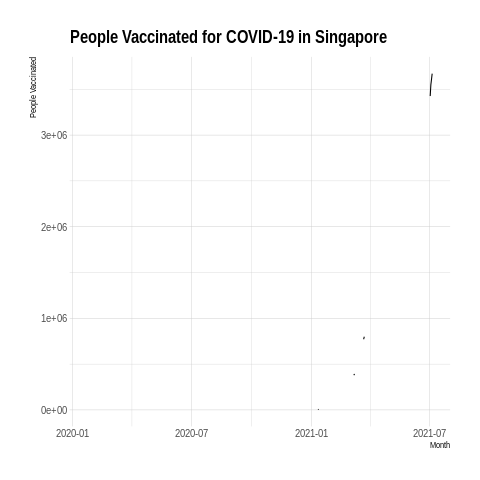 People Vaccinated for COVID-19 in Singapore
People Vaccinated
3e+06
2e+06
1e+06
0e+00
2020-01 2020-07 2021-01 2021-07
Month